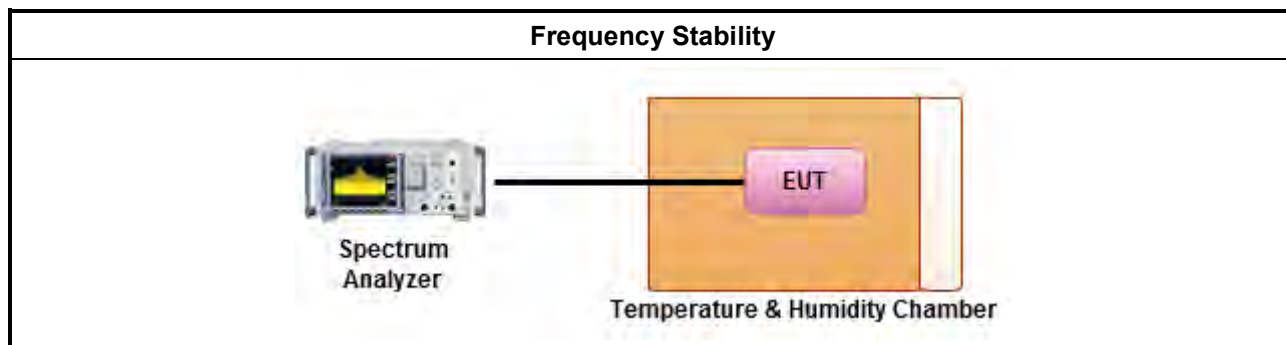 Frequency Stability
EUT
Spectrum
Analyzer
Temperature & Humidity Chamber